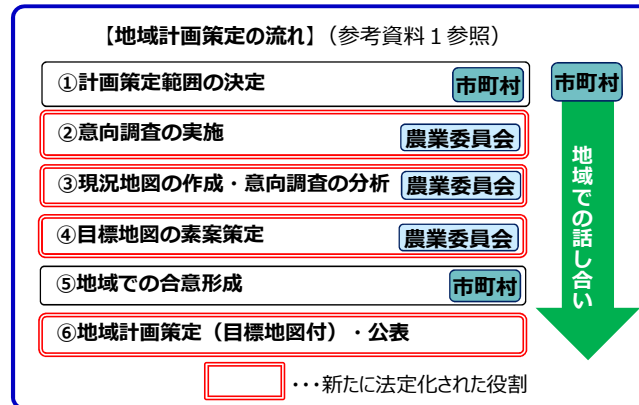 【地域計画策定の流れ】(参考資料1参照)
①計画策定範囲の決定 市町村
市町村
②意向調査の実施 農業委員会
③現況地図の作成・意向調査の分析 農業委員会
④目標地図の素案策定 農業委員会
⑤地域での合意形成 市町村
⑥地域計画策定(目標地図付)・公表
地域での話し合い
・・・新たに法定化された役割